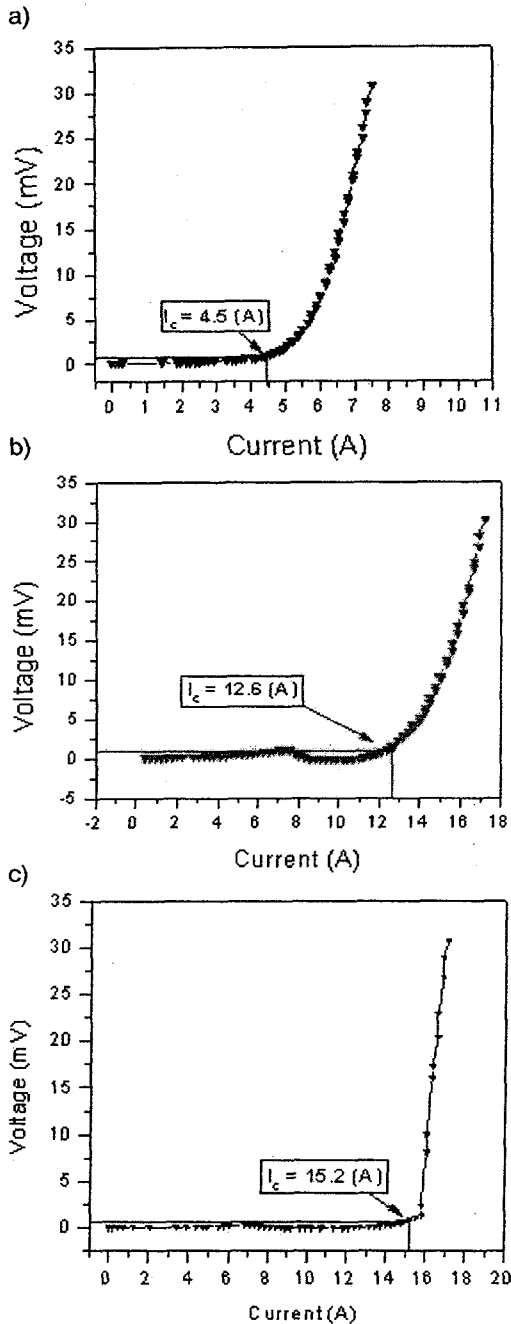 a)
35
30
25
20
15
10
5
0
Voltage (mV)
I_c = 4.5 (A)
0 1 2 3 4 5 6 7 8 9 10 11
Current (A)
b)
35
30
25
20
15
10
5
0
-5
Voltage (mV)
I_c = 12.6 (A)
-2 0 2 4 6 8 10 12 14 16 18
Current (A)
c)
35
30
25
20
15
10
5
0
Voltage (mV)
I_c = 15.2 (A)
0 2 4 6 8 10 12 14 16 18 20
Current (A)